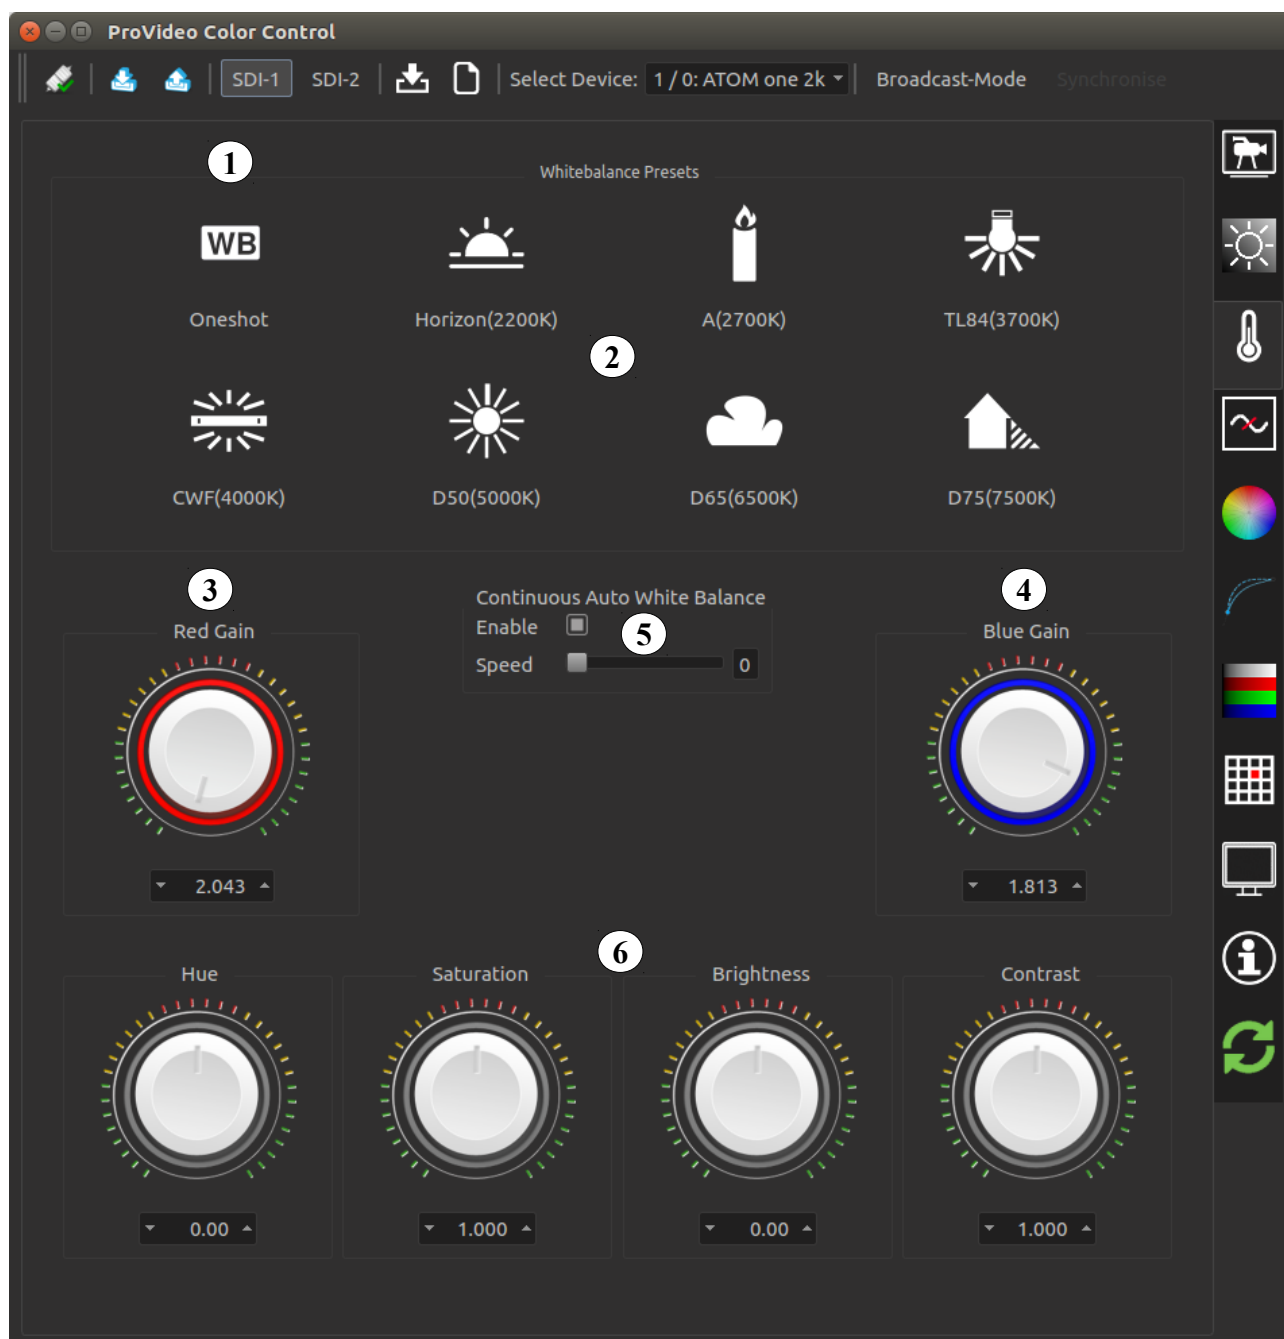 ProVideo Color Control
SDI-1 SDI-2 Select Device: 1 / 0: ATOM one 2k Broadcast-Mode Synchronise
1
Whitebalance Presets
WB
Oneshot Horizon(2200K) A(2700K) TL84(3700K)
2
CWF(4000K) D50(5000K) D65(6500K) D75(7500K)
3 Continuous Auto White Balance 4
Red Gain Enable 5 Blue Gain
Speed 0
2.043 1.813
6
Hue Saturation Brightness Contrast
0.00 1.000 0.00 1.000